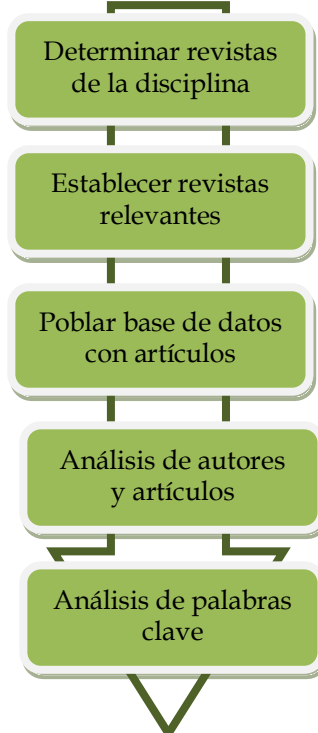 Determinar revistas
de la disciplina
Establecer revistas
relevantes
Poblar base de datos
con artículos
Análisis de autores
y artículos
Análisis de palabras
clave